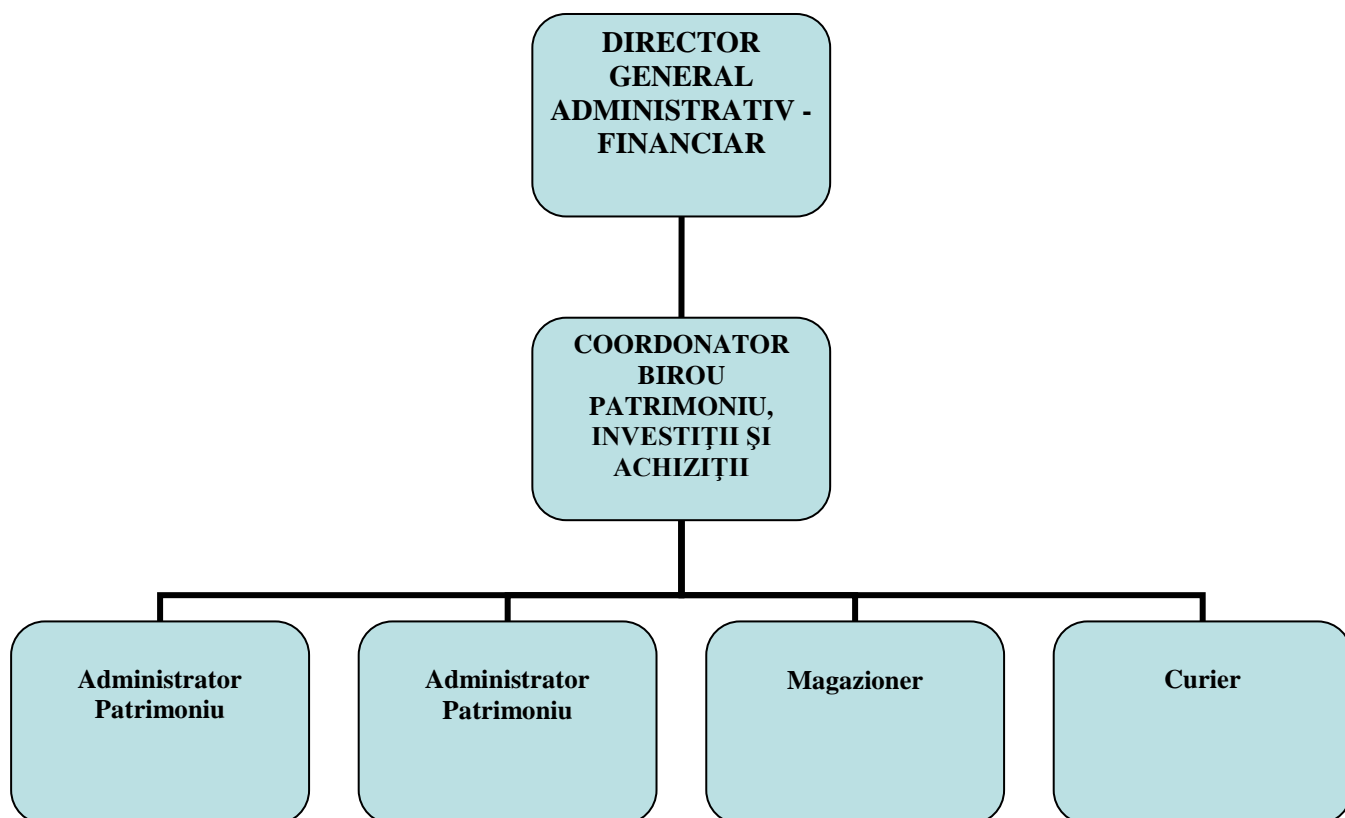 DIRECTOR
GENERAL
ADMINISTRATIV -
FINANCIAR
COORDONATOR
BIROU
PATRIMONIU,
INVESTIŢII ŞI
ACHIZIŢII
Administrator
Patrimoniu
Administrator
Patrimoniu
Magazioner
Curier